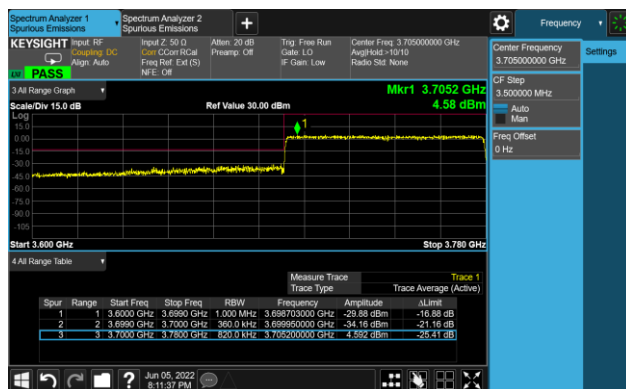 Spectrum Analyzer 1
Spurious Emissions
Spectrum Analyzer 2
Spurious Emissions
+
Frequency
KEYSIGHT
Input: RF
Coupling: DC
Align: Auto
Input Z: 50 Ω
Corr CCorr RCal
Freq Ref: Ext (S)
NFE: Off
Atten: 20 dB
Preamp: Off
Trig: Free Run
Gate: LO
IF Gain: Low
Center Freq: 3.705000000 GHz
Avg|Hold:>10/10
Radio Std: None
PASS
3 All Range Graph
Mkr1 3.7052 GHz
Scale/Div 15.0 dB
Ref Value 30.00 dBm
4.58 dBm
Log
15.0
0.00
-15.0
-30.0
-45.0
-60.0
-75.0
-90.0
-105
1
Start 3.600 GHz
Stop 3.780 GHz
4 All Range Table
Measure Trace Trace 1
Trace Type Trace Average (Active)
Spur Range Start Freq Stop Freq RBW Frequency Amplitude ΔLimit
1 1 3.6000 GHz 3.6990 GHz 1.000 MHz 3.698703000 GHz -29.88 dBm -16.88 dB
2 2 3.6990 GHz 3.7000 GHz 360.0 kHz 3.699950000 GHz -34.16 dBm -21.16 dB
3 3 3.7000 GHz 3.7800 GHz 820.0 kHz 3.705200000 GHz 4.592 dBm -25.41 dB
Center Frequency
3.705000000 GHz
Settings
CF Step
3.500000 MHz
Auto
Man
Freq Offset
0 Hz
?
Jun 05, 2022
8:11:37 PM